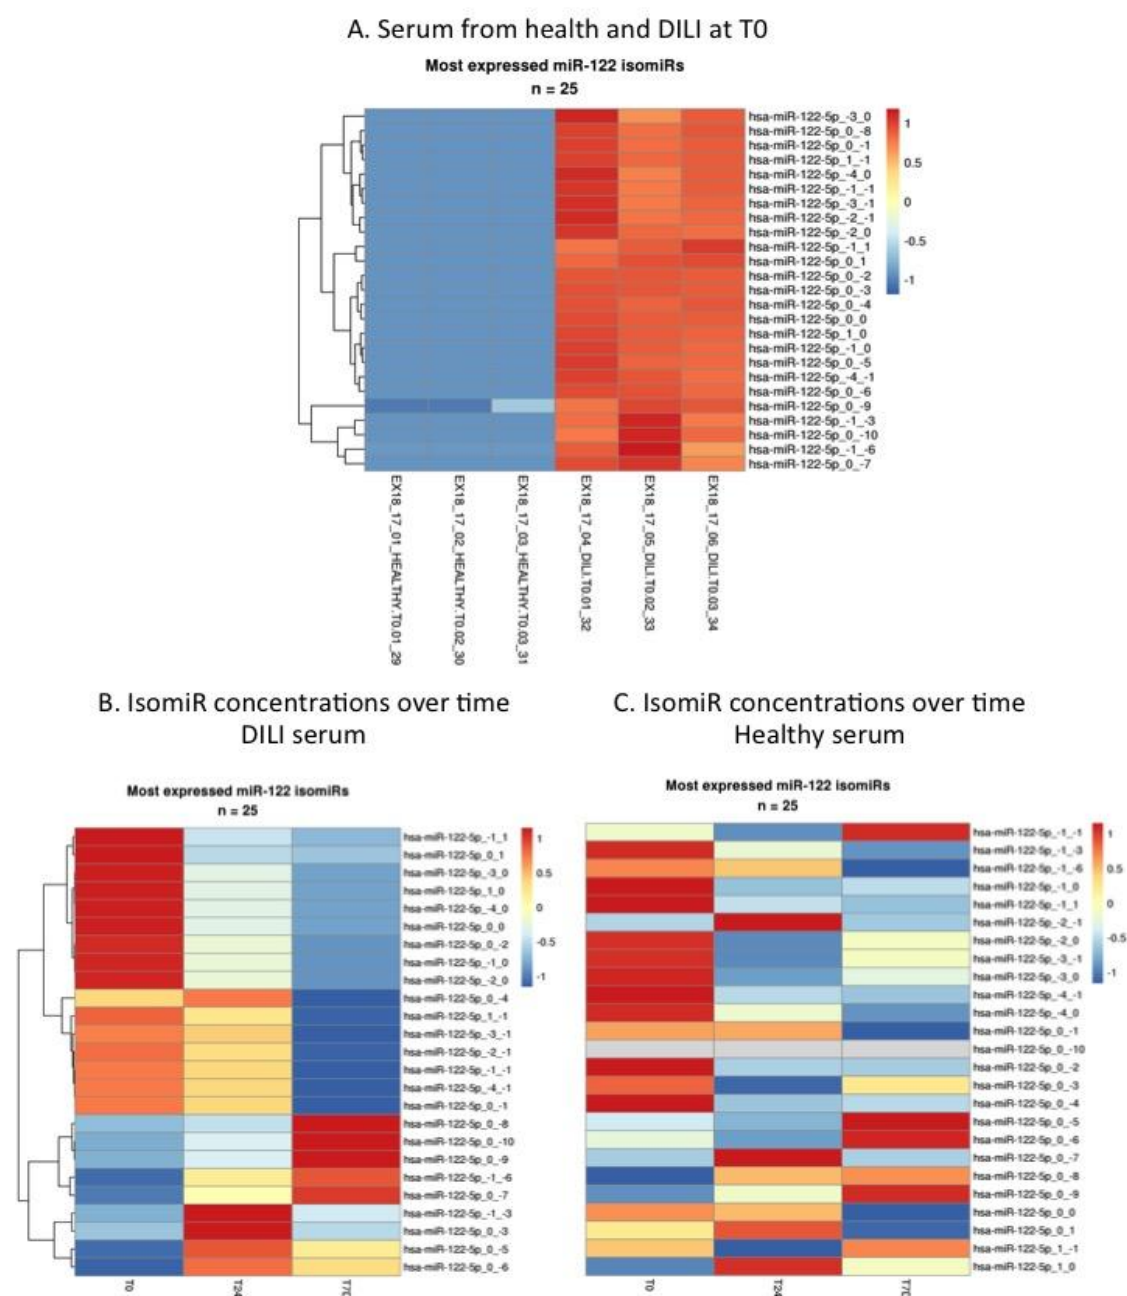 A. Serum from health and DILI at T0
Most expressed miR-122 isomiRs
n = 25
hsa-miR-122-5p_-3_0
hsa-miR-122-5p_0_-8
hsa-miR-122-5p_0_-1
hsa-miR-122-5p_1_-1
hsa-miR-122-5p_-4_0
hsa-miR-122-5p_-1_-1
hsa-miR-122-5p_-3_-1
hsa-miR-122-5p_-2_-1
hsa-miR-122-5p_-2_0
hsa-miR-122-5p_-1_1
hsa-miR-122-5p_0_1
hsa-miR-122-5p_0_-2
hsa-miR-122-5p_0_-3
hsa-miR-122-5p_0_-4
hsa-miR-122-5p_0_0
hsa-miR-122-5p_1_0
hsa-miR-122-5p_-1_0
hsa-miR-122-5p_0_-5
hsa-miR-122-5p_-4_-1
hsa-miR-122-5p_0_-6
hsa-miR-122-5p_0_-9
hsa-miR-122-5p_-1_-3
hsa-miR-122-5p_0_-10
hsa-miR-122-5p_-1_-6
hsa-miR-122-5p_0_-7
1
0.5
0
-0.5
-1
EX18_17_01_HEALTHY.T0.01_29
EX18_17_02_HEALTHY.T0.02_30
EX18_17_03_HEALTHY.T0.03_31
EX18_17_04_DILI.T0.01_32
EX18_17_05_DILI.T0.02_33
EX18_17_06_DILI.T0.03_34
B. IsomiR concentrations over time
DILI serum
Most expressed miR-122 isomiRs
n = 25
hsa-miR-122-5p_-1_1
hsa-miR-122-5p_0_1
hsa-miR-122-5p_-3_0
hsa-miR-122-5p_1_0
hsa-miR-122-5p_-4_0
hsa-miR-122-5p_0_0
hsa-miR-122-5p_0_-2
hsa-miR-122-5p_-1_0
hsa-miR-122-5p_-2_0
hsa-miR-122-5p_0_-4
hsa-miR-122-5p_1_-1
hsa-miR-122-5p_-3_-1
hsa-miR-122-5p_-2_-1
hsa-miR-122-5p_-1_-1
hsa-miR-122-5p_-4_-1
hsa-miR-122-5p_0_-1
hsa-miR-122-5p_0_-8
hsa-miR-122-5p_0_-10
hsa-miR-122-5p_0_-9
hsa-miR-122-5p_-1_-6
hsa-miR-122-5p_0_-7
hsa-miR-122-5p_-1_-3
hsa-miR-122-5p_0_-3
hsa-miR-122-5p_0_-5
hsa-miR-122-5p_0_-6
1
0.5
0
-0.5
-1
T0
T24
C. IsomiR concentrations over time
Healthy serum
Most expressed miR-122 isomiRs
n = 25
hsa-miR-122-5p_-1_-1
hsa-miR-122-5p_-1_-3
hsa-miR-122-5p_-1_-6
hsa-miR-122-5p_-1_0
hsa-miR-122-5p_-1_1
hsa-miR-122-5p_-2_-1
hsa-miR-122-5p_-2_0
hsa-miR-122-5p_-3_-1
hsa-miR-122-5p_-3_0
hsa-miR-122-5p_-4_-1
hsa-miR-122-5p_-4_0
hsa-miR-122-5p_0_-1
hsa-miR-122-5p_0_-10
hsa-miR-122-5p_0_-2
hsa-miR-122-5p_0_-3
hsa-miR-122-5p_0_-4
hsa-miR-122-5p_0_-5
hsa-miR-122-5p_0_-6
hsa-miR-122-5p_0_-7
hsa-miR-122-5p_0_-8
hsa-miR-122-5p_0_-9
hsa-miR-122-5p_0_0
hsa-miR-122-5p_0_1
hsa-miR-122-5p_1_-1
hsa-miR-122-5p_1_0
1
0.5
0
-0.5
-1
T0
T24